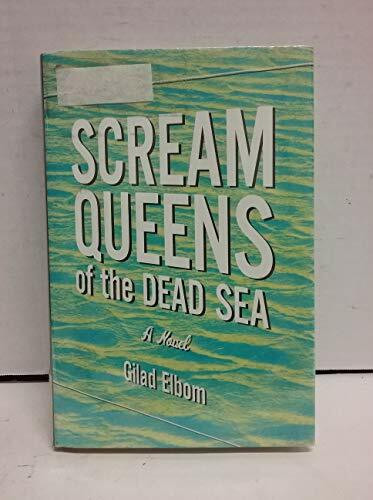 SCREAM
QUEENS
of the DEAD SEA
A Novel
Gilad Elbom